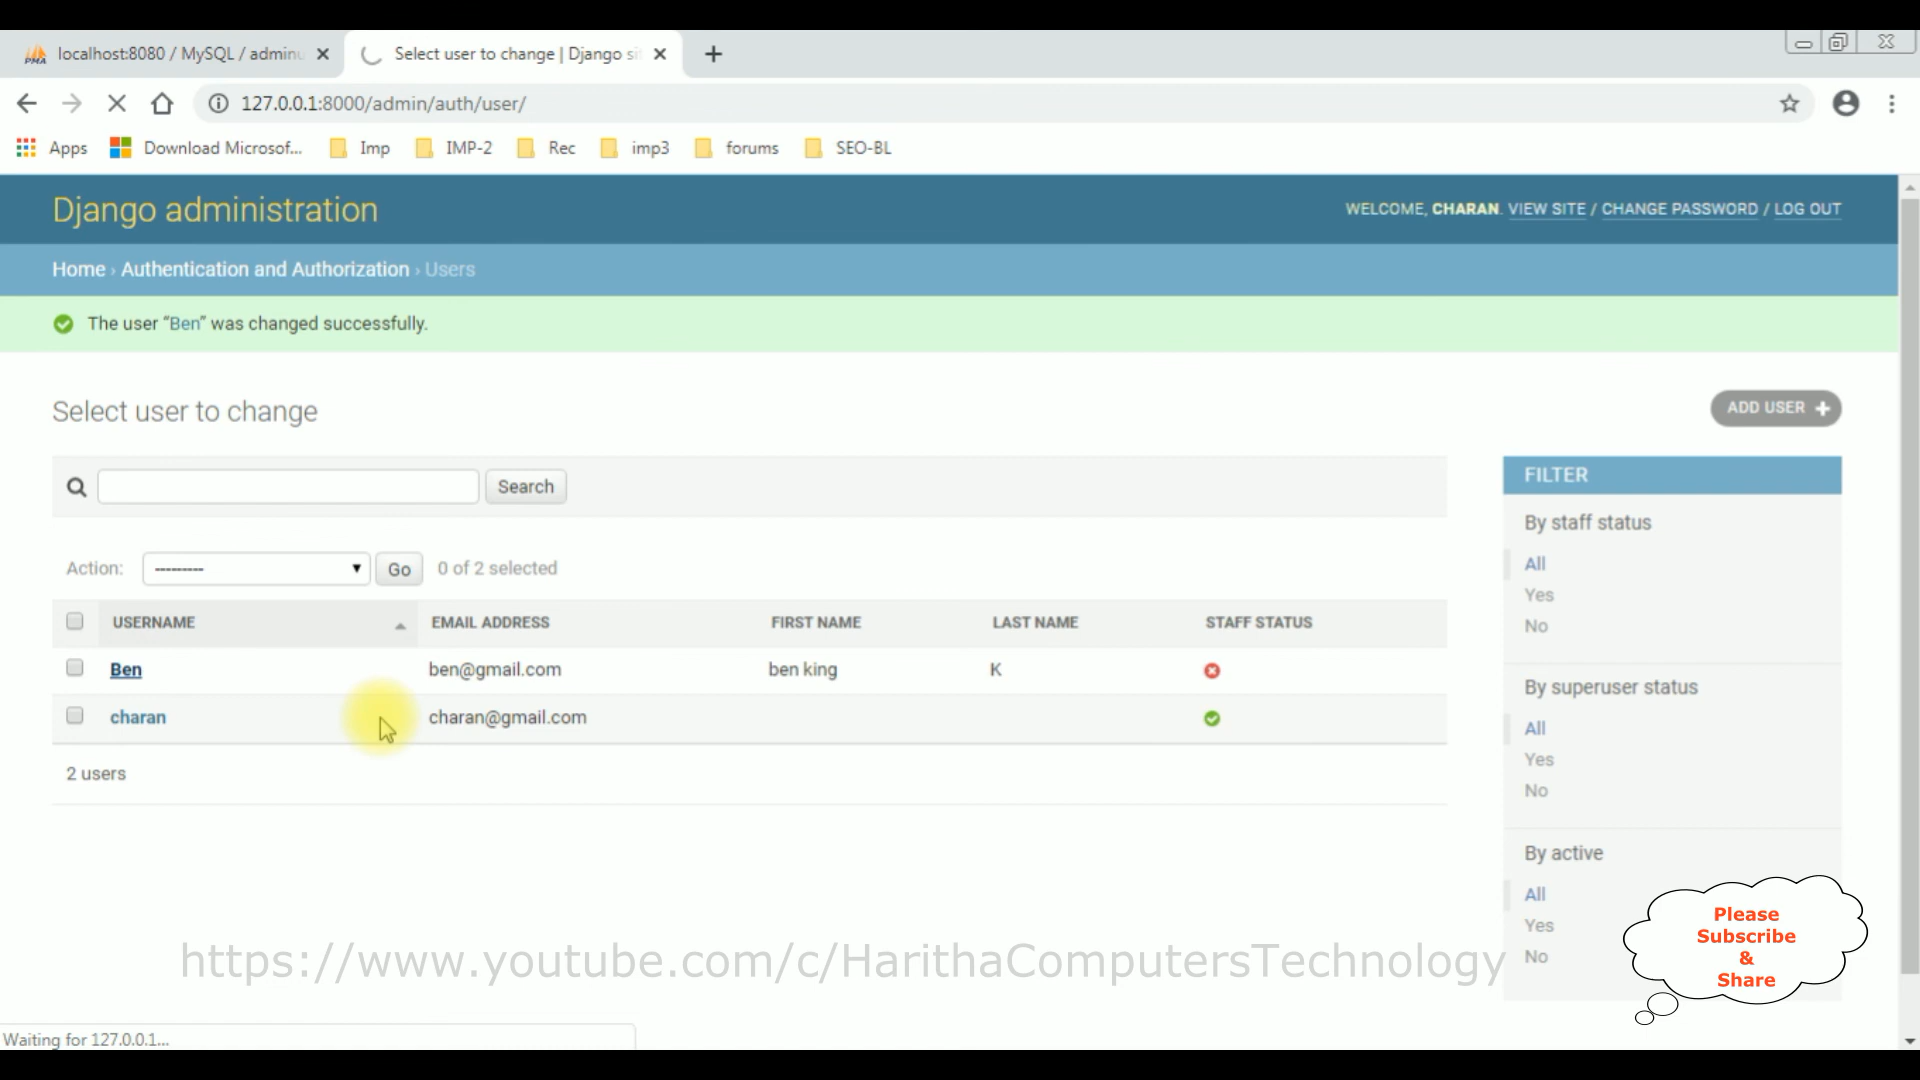 localhost:8080 / MySQL / adminu
Select user to change | Django si
127.0.0.1:8000/admin/auth/user/
Apps
Download Microsof...
Imp
IMP-2
Rec
imp3
forums
SEO-BL
Django administration
WELCOME, CHARAN. VIEW SITE / CHANGE PASSWORD / LOG OUT
Home › Authentication and Authorization › Users
The user “Ben” was changed successfully.
Select user to change
ADD USER +
Search
FILTER
By staff status
All
Yes
No
Action: --------- Go 0 of 2 selected
USERNAME EMAIL ADDRESS FIRST NAME LAST NAME STAFF STATUS
Ben ben@gmail.com ben king K
charan charan@gmail.com
2 users
By superuser status
All
Yes
No
By active
All
Yes
No
Please
Subscribe
&
Share
https://www.youtube.com/c/HarithaComputersTechnology
Waiting for 127.0.0.1...